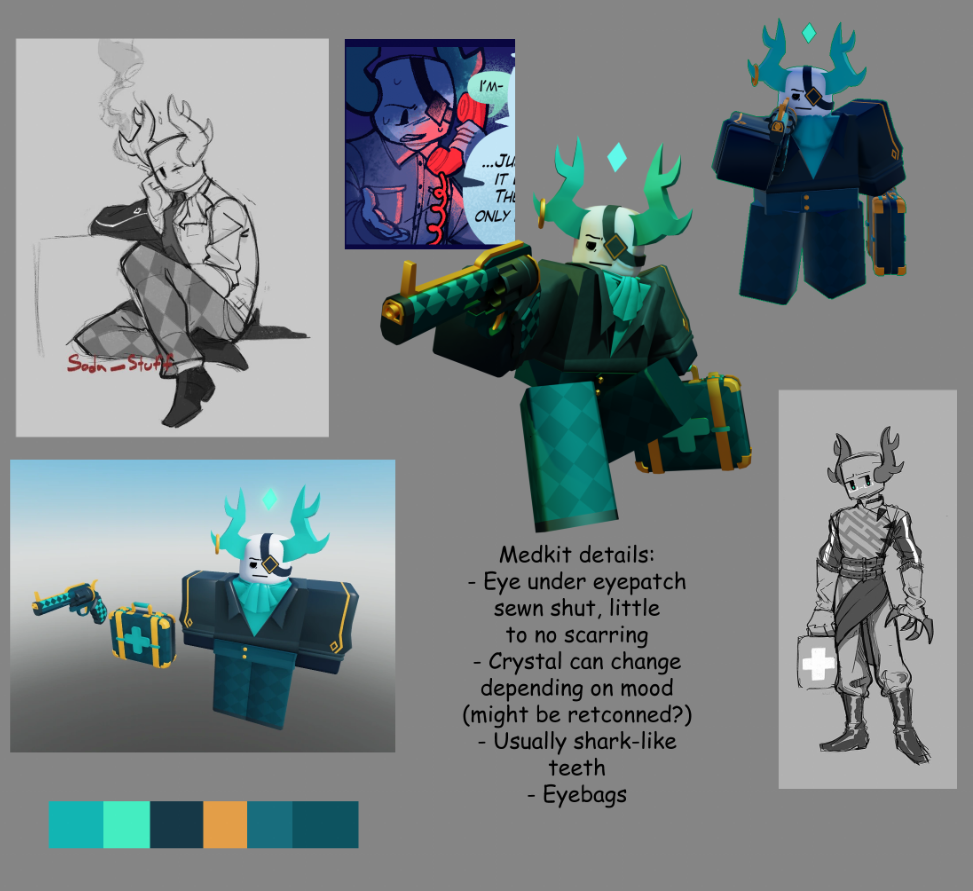 I'M-
...JU
IT
THE
ONLY
Soda_Stuff
Medkit details:
- Eye under eyepatch
sewn shut, little
to no scarring
- Crystal can change
depending on mood
(might be retconned?)
- Usually shark-like
teeth
- Eyebags